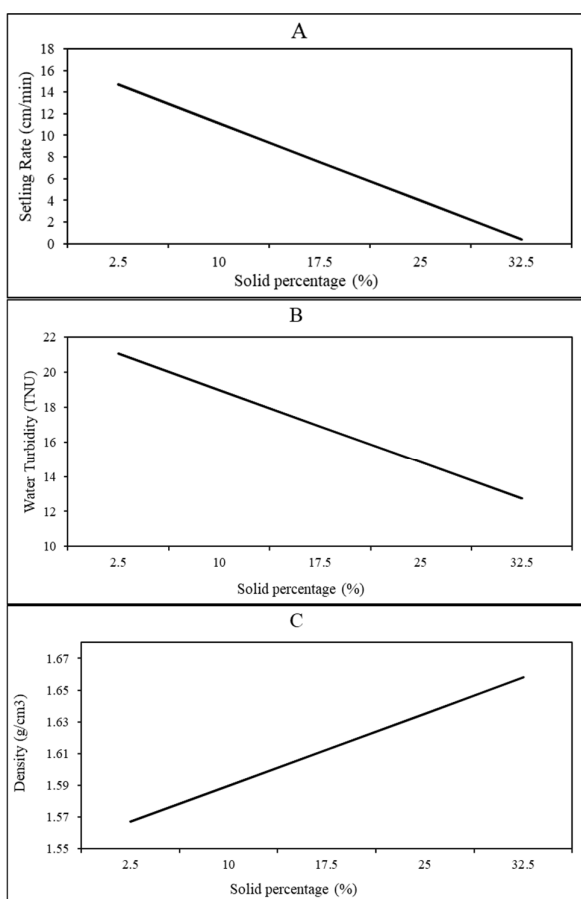 A
Setling Rate (cm/min)
18
16
14
12
10
8
6
4
2
0
2.5 10 17.5 25 32.5
Solid percentage (%)
B
Water Turbidity (TNU)
22
20
18
16
14
12
10
2.5 10 17.5 25 32.5
Solid percentage (%)
C
Density (g/cm3)
1.67
1.65
1.63
1.61
1.59
1.57
1.55
2.5 10 17.5 25 32.5
Solid percentage (%)